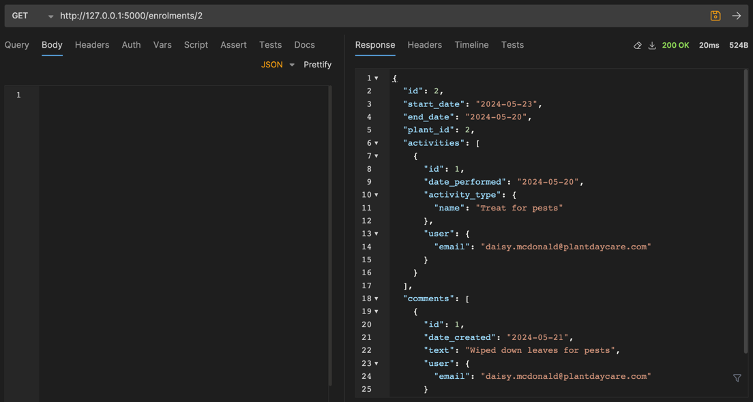 GET http://127.0.0.1:5000/enrolments/2
Query Body Headers Auth Vars Script Assert Tests Docs
JSON Prettify
1
Response Headers Timeline Tests 200 OK 20ms 524B
1 {
2 "id": 2,
3 "start_date": "2024-05-23",
4 "end_date": "2024-05-20",
5 "plant_id": 2,
6 "activities": [
7 {
8 "id": 1,
9 "date_performed": "2024-05-20",
10 "activity_type": {
11 "name": "Treat for pests"
12 },
13 "user": {
14 "email": "daisy.mcdonald@plantdaycare.com"
15 }
16 }
17 ],
18 "comments": [
19 {
20 "id": 1,
21 "date_created": "2024-05-21",
22 "text": "Wiped down leaves for pests",
23 "user": {
24 "email": "daisy.mcdonald@plantdaycare.com"
25 }